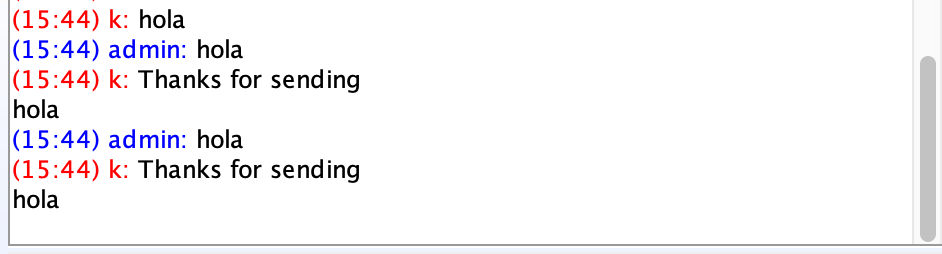 (15:44) k: hola
(15:44) admin: hola
(15:44) k: Thanks for sending
hola
(15:44) admin: hola
(15:44) k: Thanks for sending
hola